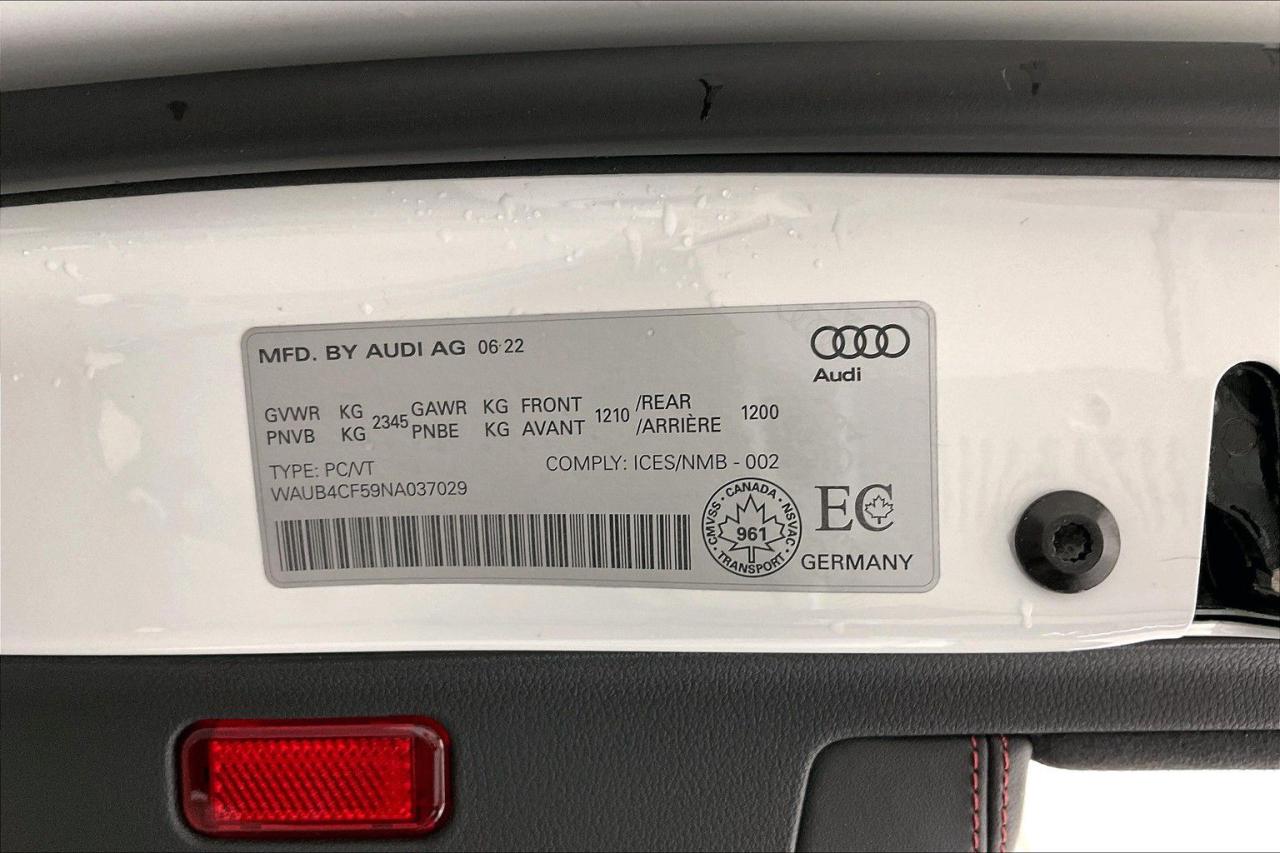 MFD. BY AUDI AG 06 22
Audi
GVWR KG 2345 GAWR KG FRONT 1210 /REAR 1200
PNVB KG PNBE KG AVANT /ARRIÈRE
TYPE: PC/VT COMPLY: ICES/NMB - 002
WAUB4CF59NA037029
CMVSS · CANADA · NSVAC · TRANSPORT ·
961
EC
GERMANY